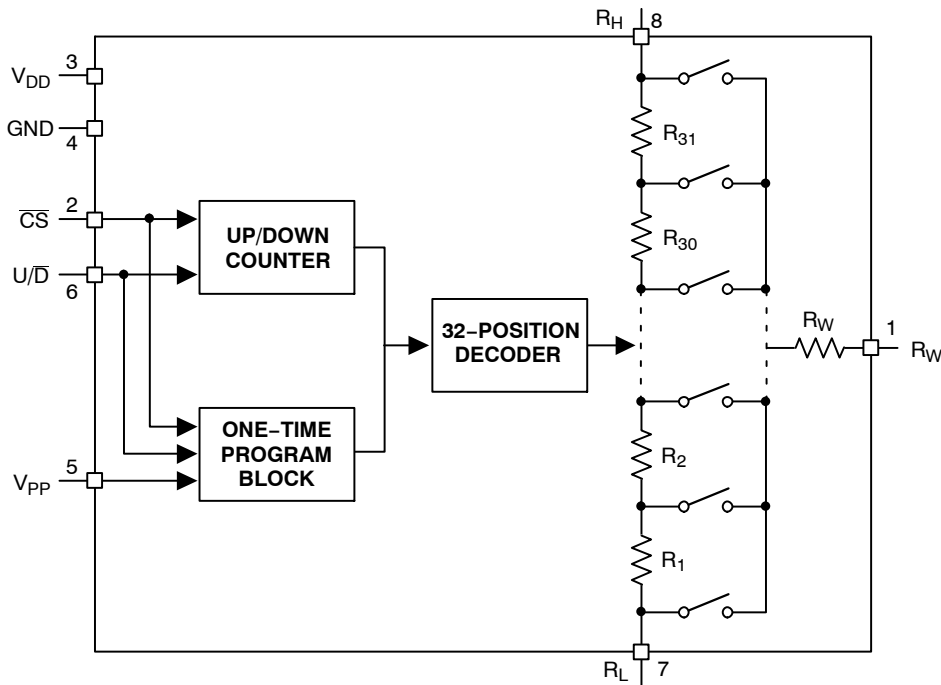 R_H 8
3
V_DD
GND
4
C̅S̅ 2
U/D̅
6
UP/DOWN
COUNTER
R_31
R_30
32−POSITION
DECODER
R_W 1
R_W
ONE−TIME
PROGRAM
BLOCK
R_2
5
V_PP
R_1
R_L 7